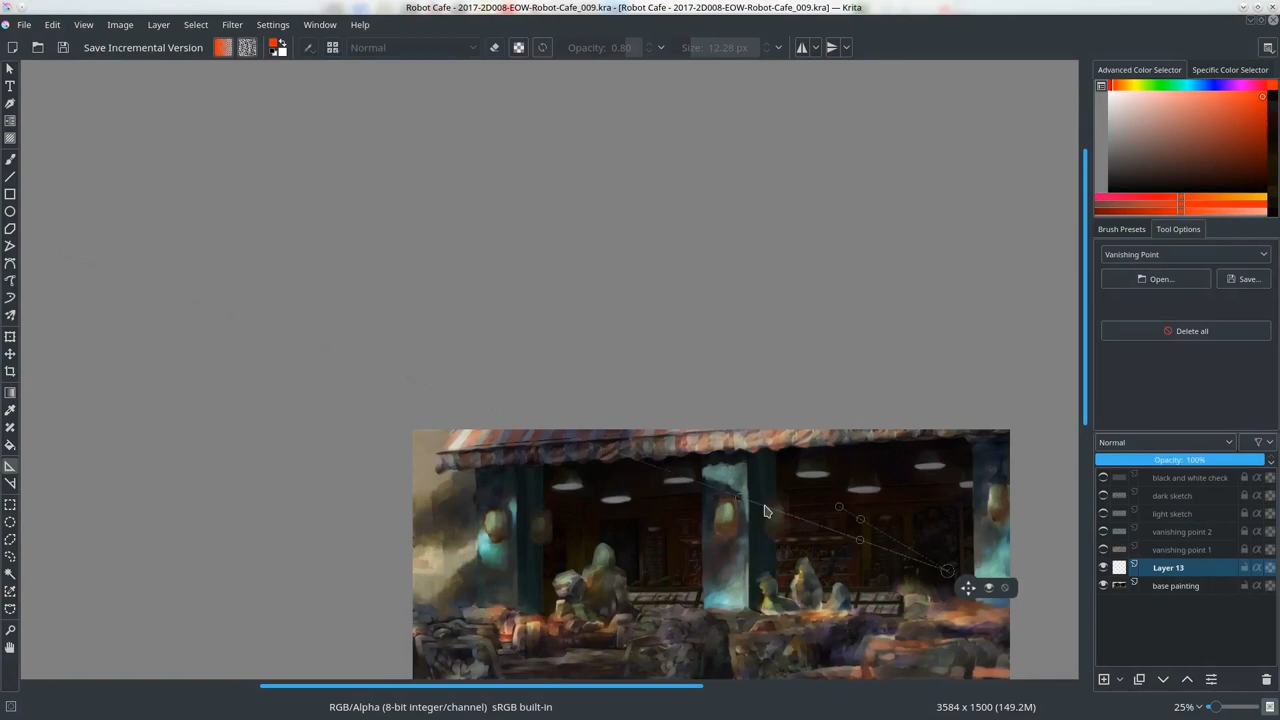 Robot Cafe - 2017-2D008-EOW-Robot-Cafe_009.kra - [Robot Cafe - 2017-2D008-EOW-Robot-Cafe_009.kra] — Krita
File Edit View Image Layer Select Filter Settings Window Help
Save Incremental Version Normal Opacity: 0.80 Size: 12.28 px
Advanced Color Selector Specific Color Selector
Brush Presets Tool Options
Vanishing Point
Open... Save...
Delete all
Normal
Opacity: 100%
black and white check
dark sketch
light sketch
vanishing point 2
vanishing point 1
Layer 13
base painting
RGB/Alpha (8-bit integer/channel) sRGB built-in 3584 x 1500 (149.2M) 25%